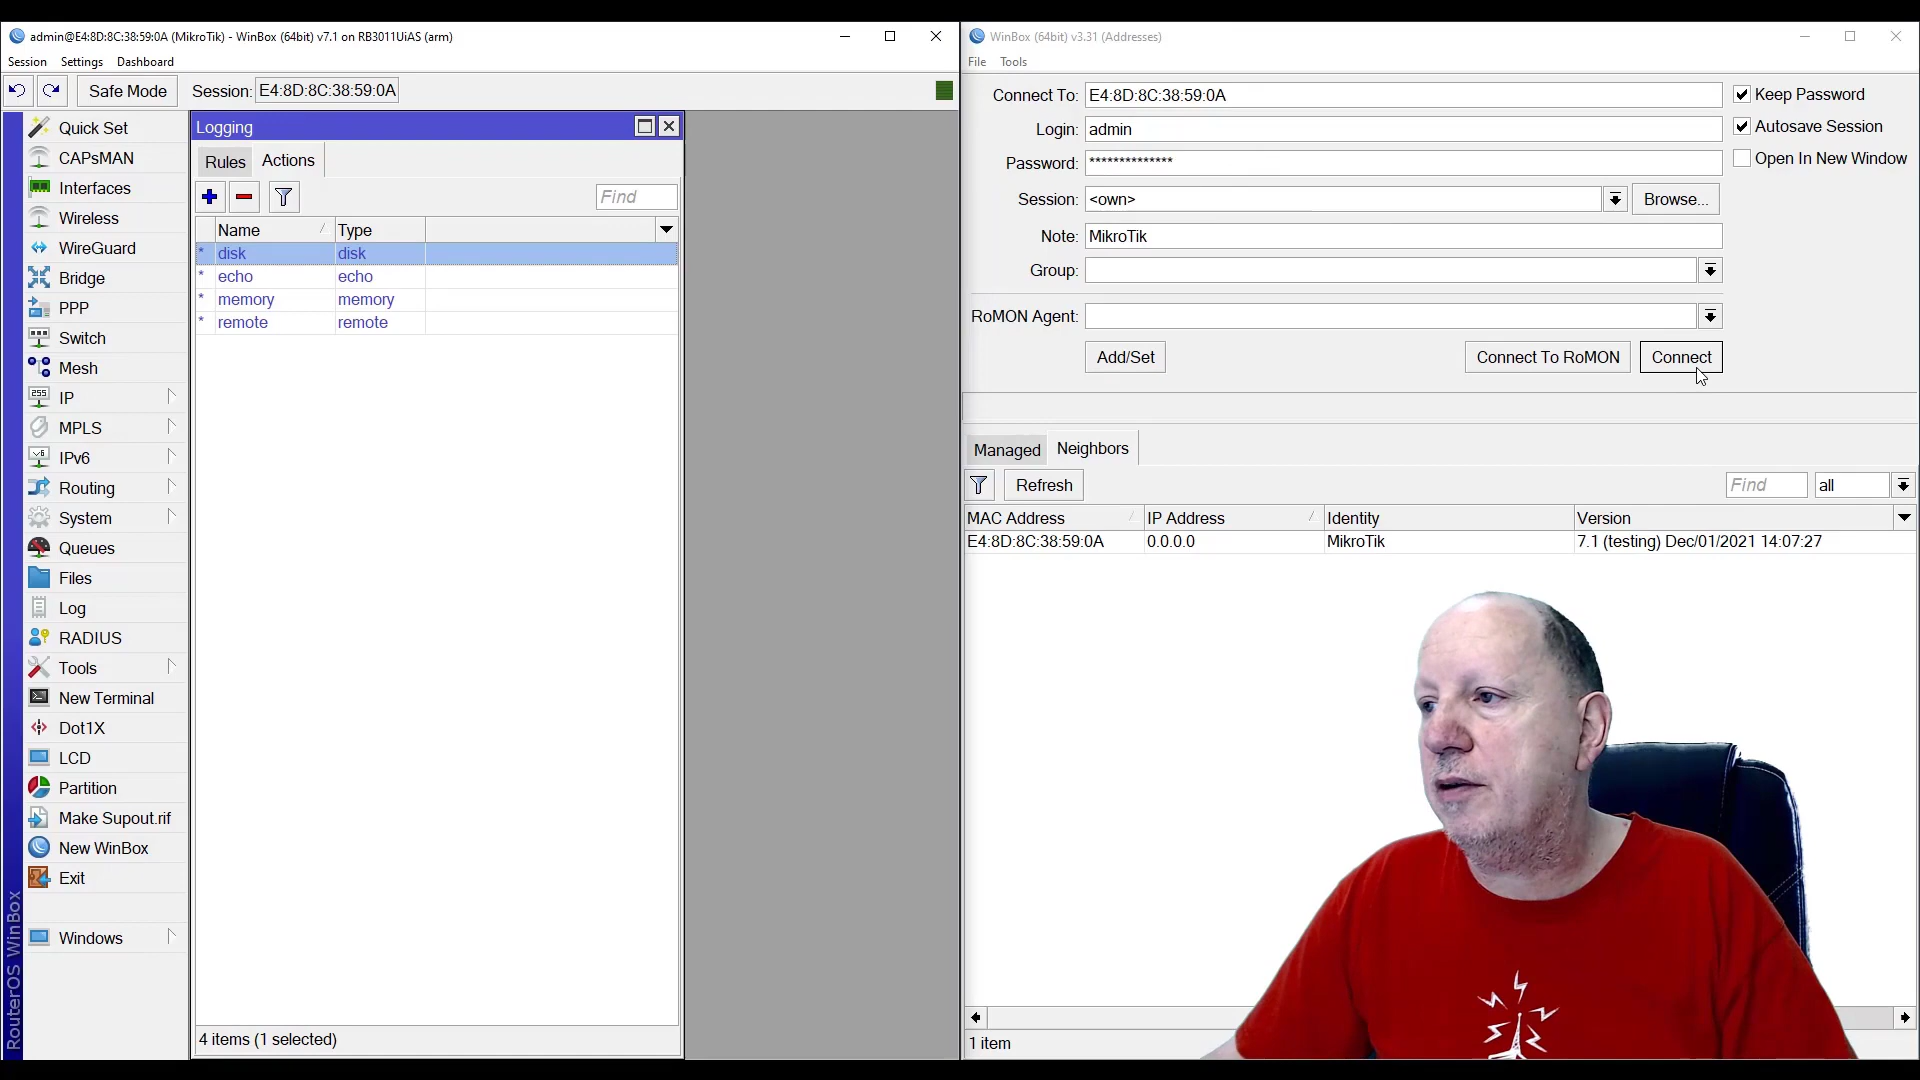 admin@E4:8D:8C:38:59:0A (MikroTik) - WinBox (64bit) v7.1 on RB3011UiAS (arm)
Session Settings Dashboard
Safe Mode Session: E4:8D:8C:38:59:0A
Quick Set
CAPsMAN
Interfaces
Wireless
WireGuard
Bridge
PPP
Switch
Mesh
IP
MPLS
IPv6
Routing
System
Queues
Files
Log
RADIUS
Tools
New Terminal
Dot1X
LCD
Partition
Make Supout.rif
New WinBox
Exit
Windows
RouterOS WinBox
Logging
Rules Actions
Find
Name Type
* disk disk
* echo echo
* memory memory
* remote remote
4 items (1 selected)
WinBox (64bit) v3.31 (Addresses)
File Tools
Connect To: E4:8D:8C:38:59:0A
Keep Password
Login: admin
Autosave Session
Password: **************
Open In New Window
Session: <own> Browse...
Note: MikroTik
Group:
RoMON Agent:
Add/Set Connect To RoMON Connect
Managed Neighbors
Refresh Find all
MAC Address IP Address Identity Version
E4:8D:8C:38:59:0A 0.0.0.0 MikroTik 7.1 (testing) Dec/01/2021 14:07:27
1 item